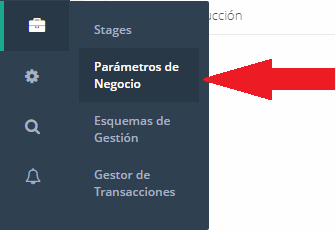 Stages
ucción
Parámetros de
Negocio
Esquemas de
Gestión
Gestor de
Transacciones